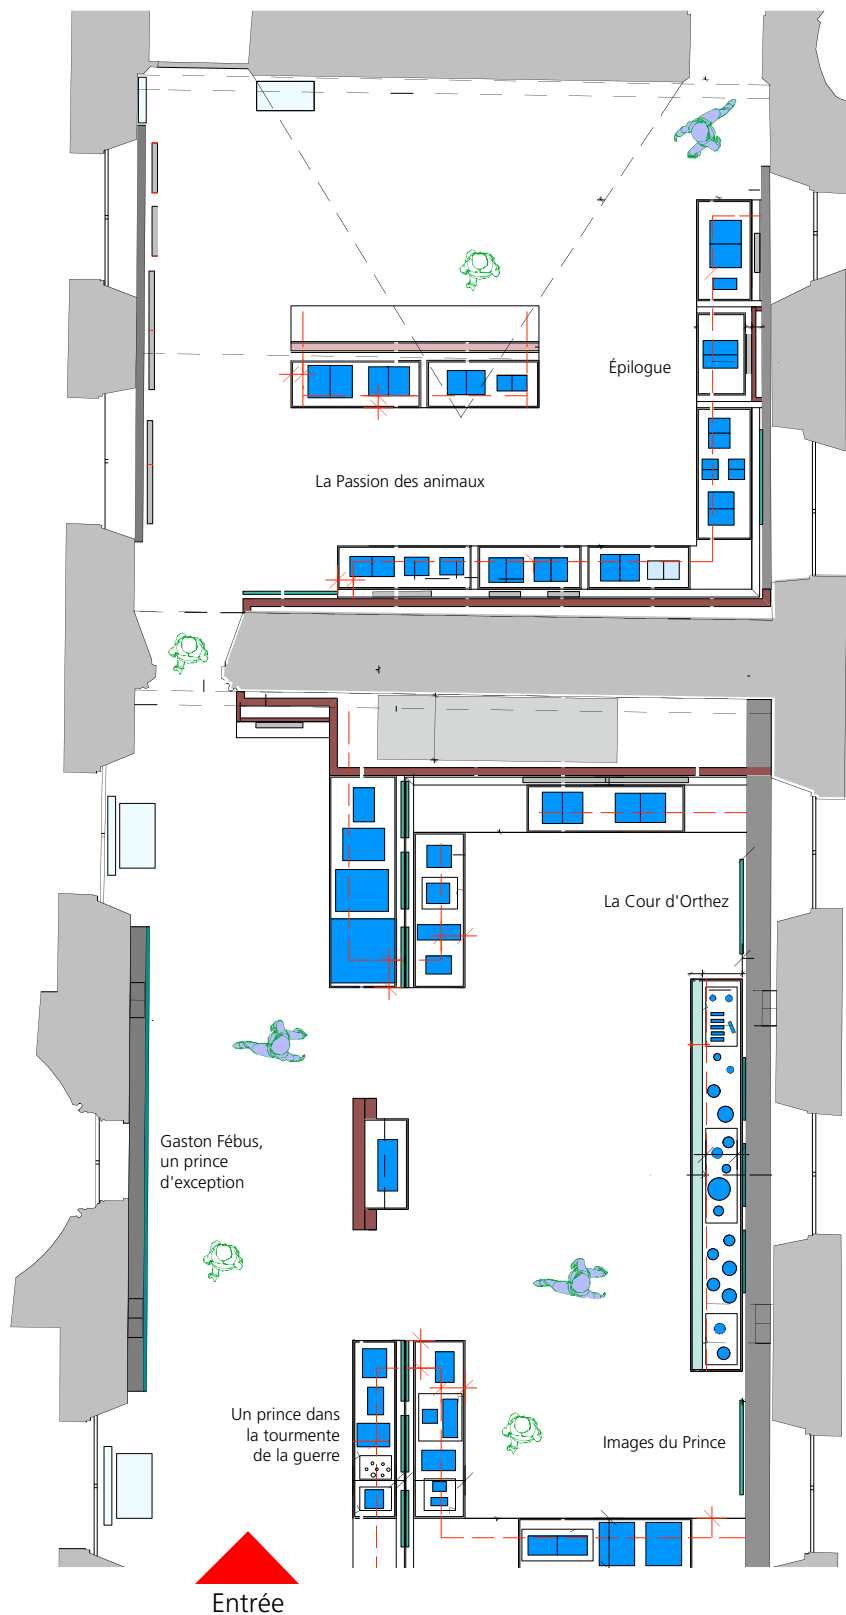 Épilogue
La Passion des animaux
La Cour d'Orthez
Gaston Fébus,
un prince
d'exception
Un prince dans
la tourmente
de la guerre
Images du Prince
Entrée